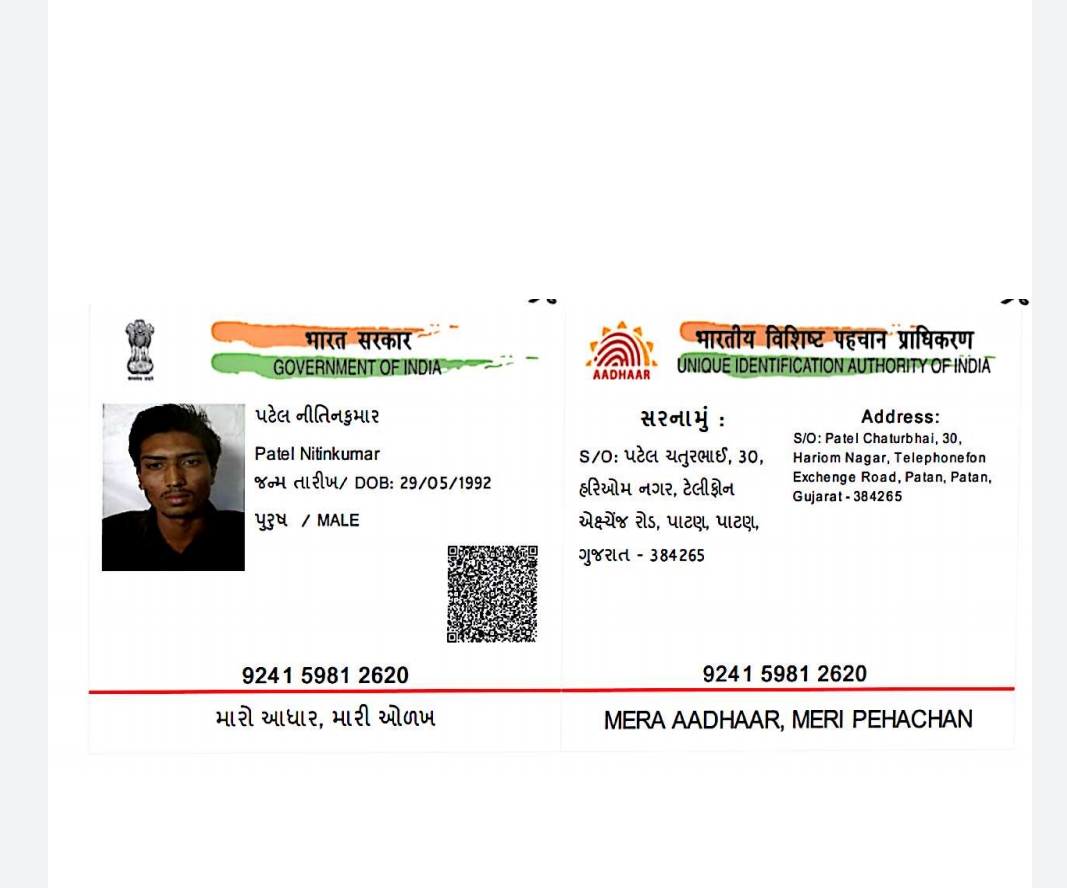 भारत सरकार
GOVERNMENT OF INDIA
પટેલ નીતિનકુમાર
Patel Nitinkumar
જન્મ તારીખ/ DOB: 29/05/1992
પુરુષ / MALE
9241 5981 2620
મારો આધાર, મારી ઓળખ
AADHAAR
भारतीय विशिष्ट पहचान प्राधिकरण
UNIQUE IDENTIFICATION AUTHORITY OF INDIA
સરનામું :
S/O: પટેલ ચતુરભાઈ, 30,
હરિઓમ નગર, ટેલીફોન
એક્ષ્ચેંજ રોડ, પાટણ, પાટણ,
ગુજરાત - 384265
Address:
S/O: Patel Chaturbhai, 30,
Hariom Nagar, Telephonefon
Exchenge Road, Patan, Patan,
Gujarat - 384265
9241 5981 2620
MERA AADHAAR, MERI PEHACHAN